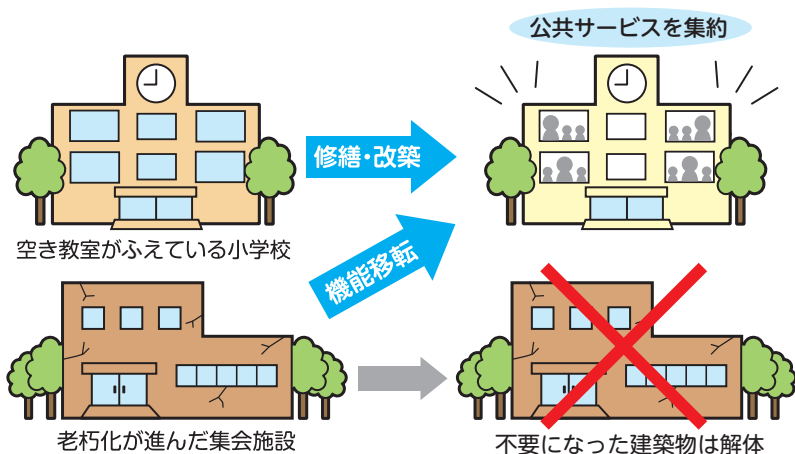 公共サービスを集約
修繕・改築
空き教室がふえている小学校
機能移転
老朽化が進んだ集会施設
不要になった建築物は解体